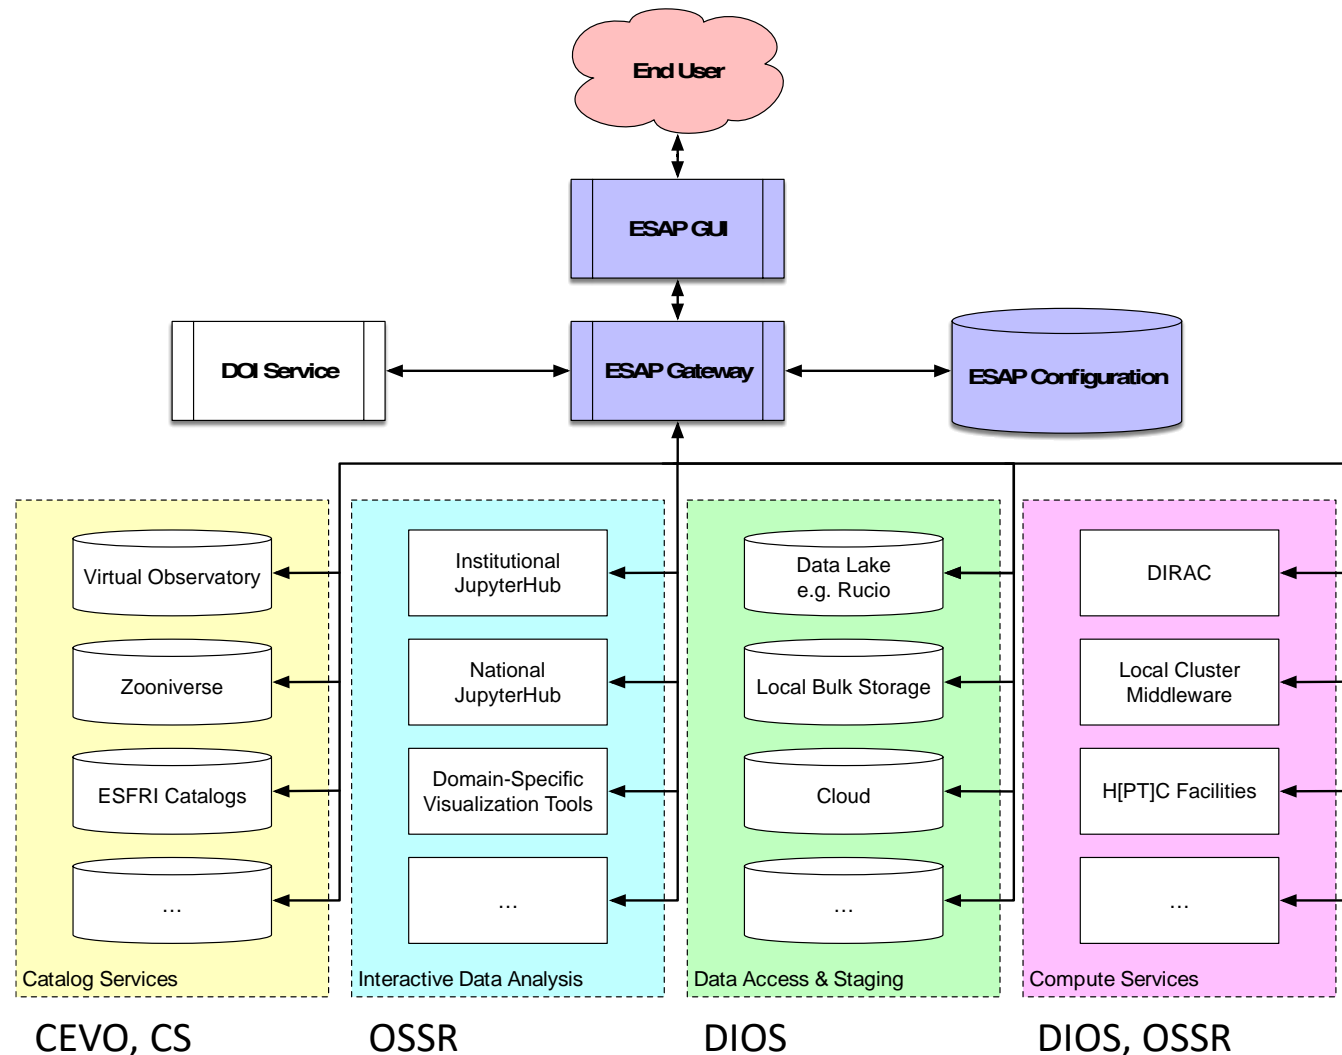 End User
ESAP GUI
DOI Service
ESAP Gateway
ESAP Configuration
Virtual Observatory
Zooniverse
ESFRI Catalogs
...
Catalog Services
Institutional
JupyterHub
National
JupyterHub
Domain-Specific
Visualization Tools
...
Interactive Data Analysis
Data Lake
e.g. Rucio
Local Bulk Storage
Cloud
...
Data Access & Staging
DIRAC
Local Cluster
Middleware
H[PT]C Facilities
...
Compute Services
CEVO, CS
OSSR
DIOS
DIOS, OSSR